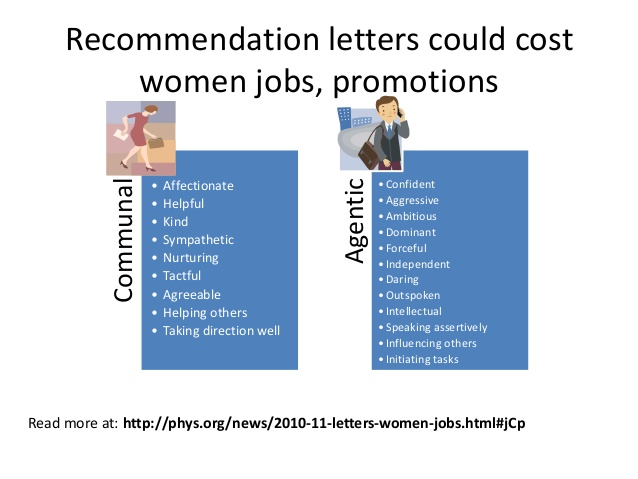 Recommendation letters could cost
women jobs, promotions
Communal
• Affectionate
• Helpful
• Kind
• Sympathetic
• Nurturing
• Tactful
• Agreeable
• Helping others
• Taking direction well
Agentic
• Confident
• Aggressive
• Ambitious
• Dominant
• Forceful
• Independent
• Daring
• Outspoken
• Intellectual
• Speaking assertively
• Influencing others
• Initiating tasks
Read more at: http://phys.org/news/2010-11-letters-women-jobs.html#jCp